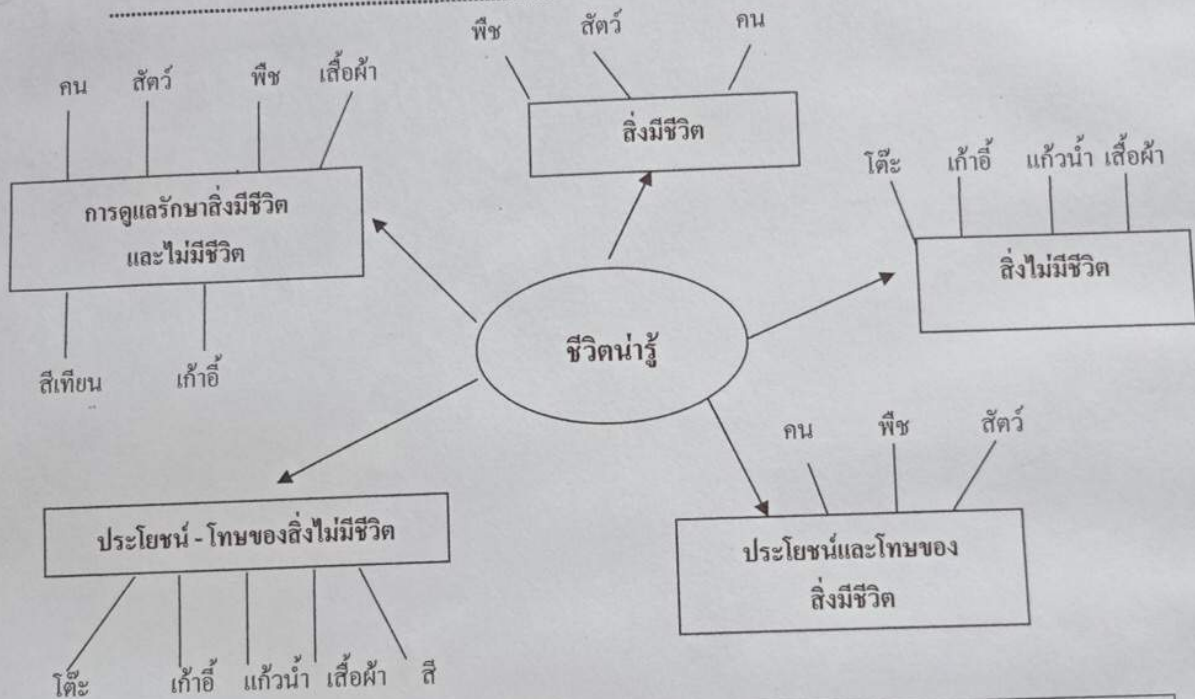 พืช สัตว์ คน
สิ่งมีชีวิต
คน สัตว์ พืช เสื้อผ้า
การดูแลรักษาสิ่งมีชีวิต
และไม่มีชีวิต
สีเทียน เก้าอี้
โต๊ะ เก้าอี้ แก้วน้ำ เสื้อผ้า
สิ่งไม่มีชีวิต
ชีวิตน่ารู้
คน พืช สัตว์
ประโยชน์และโทษของ
สิ่งมีชีวิต
ประโยชน์ - โทษของสิ่งไม่มีชีวิต
โต๊ะ เก้าอี้ แก้วน้ำ เสื้อผ้า สี